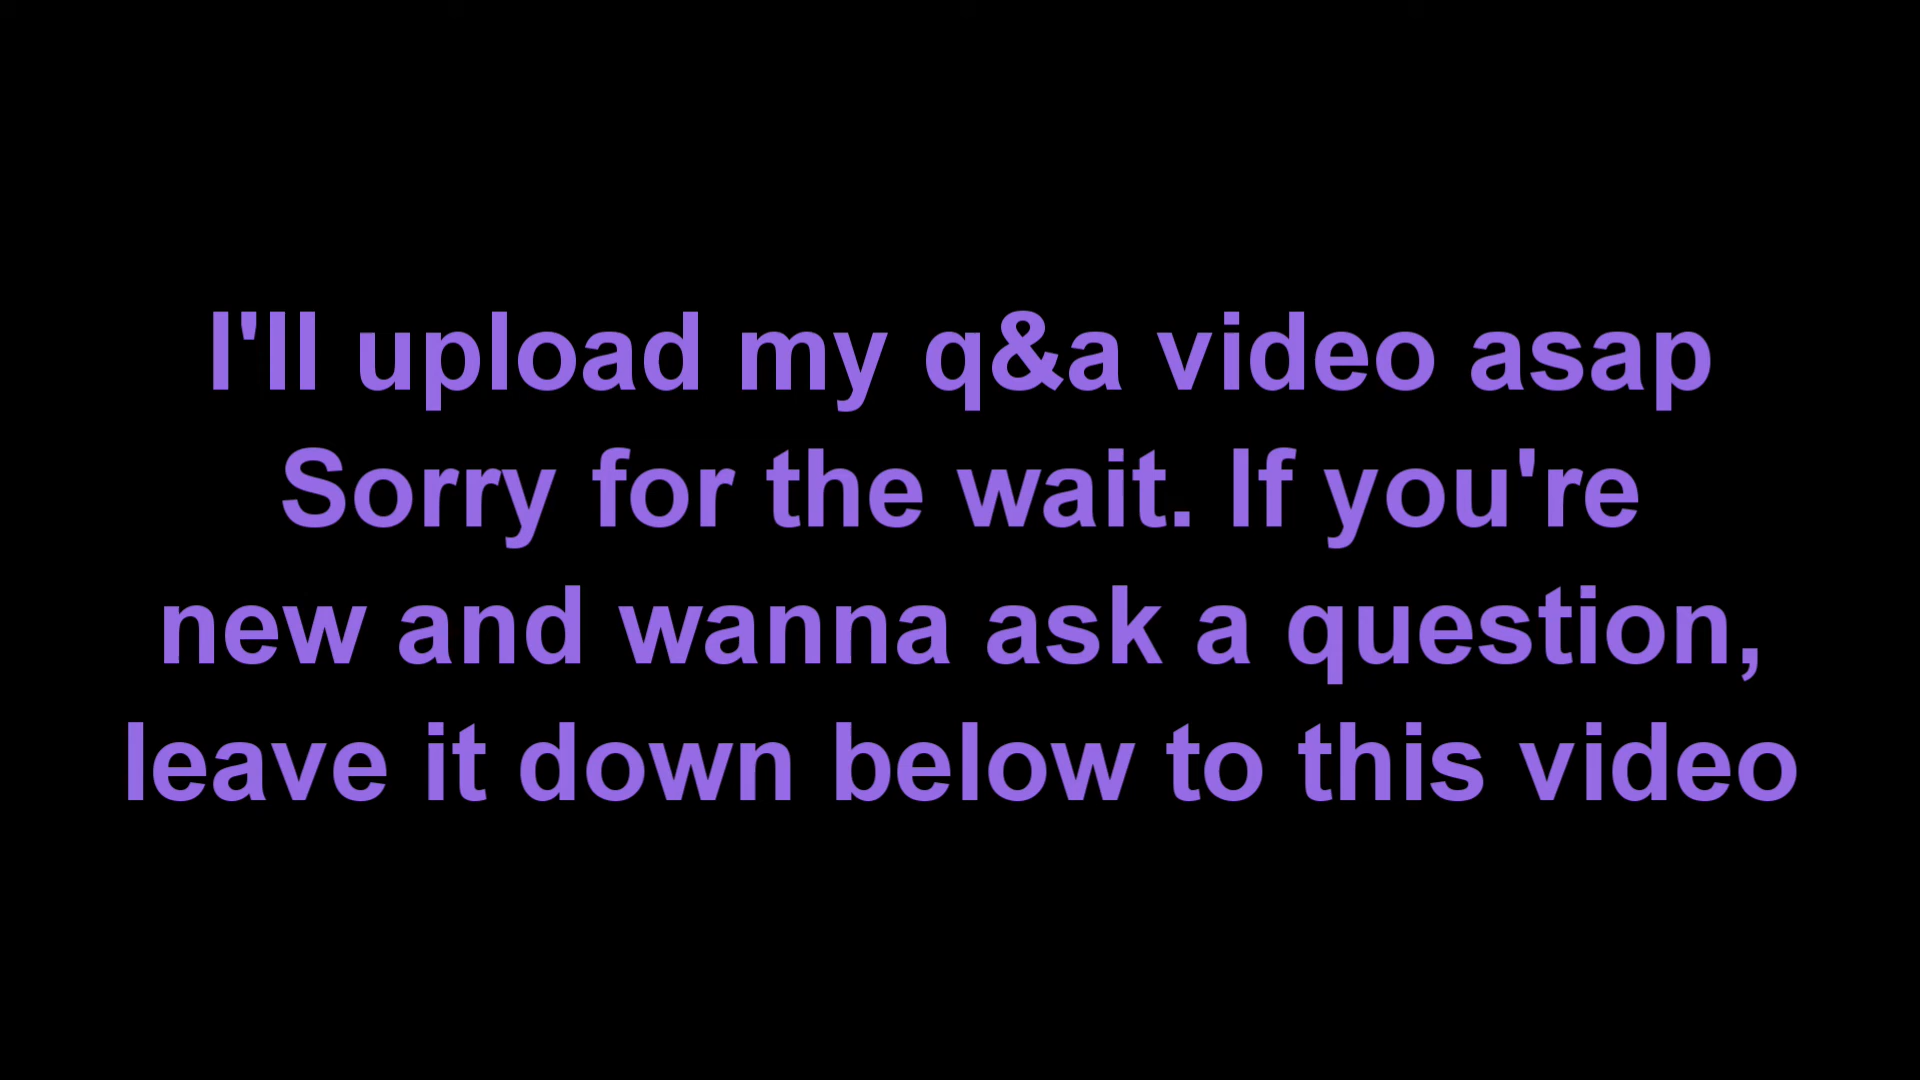 I'll upload my q&a video asap
Sorry for the wait. If you're
new and wanna ask a question,
leave it down below to this video